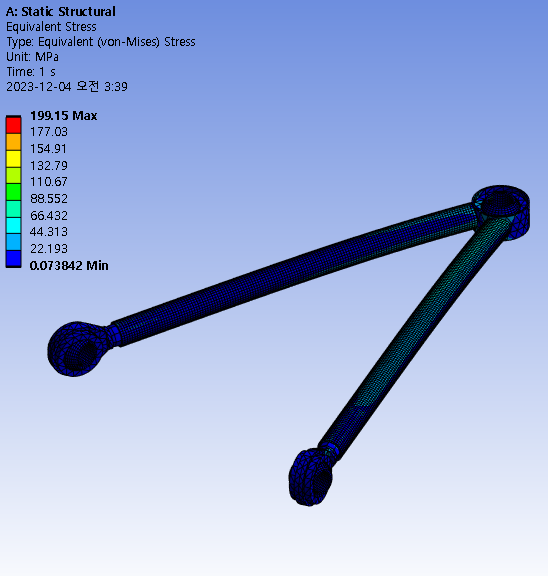 A: Static Structural
Equivalent Stress
Type: Equivalent (von-Mises) Stress
Unit: MPa
Time: 1 s
2023-12-04 오전 3:39
199.15 Max
177.03
154.91
132.79
110.67
88.552
66.432
44.313
22.193
0.073842 Min